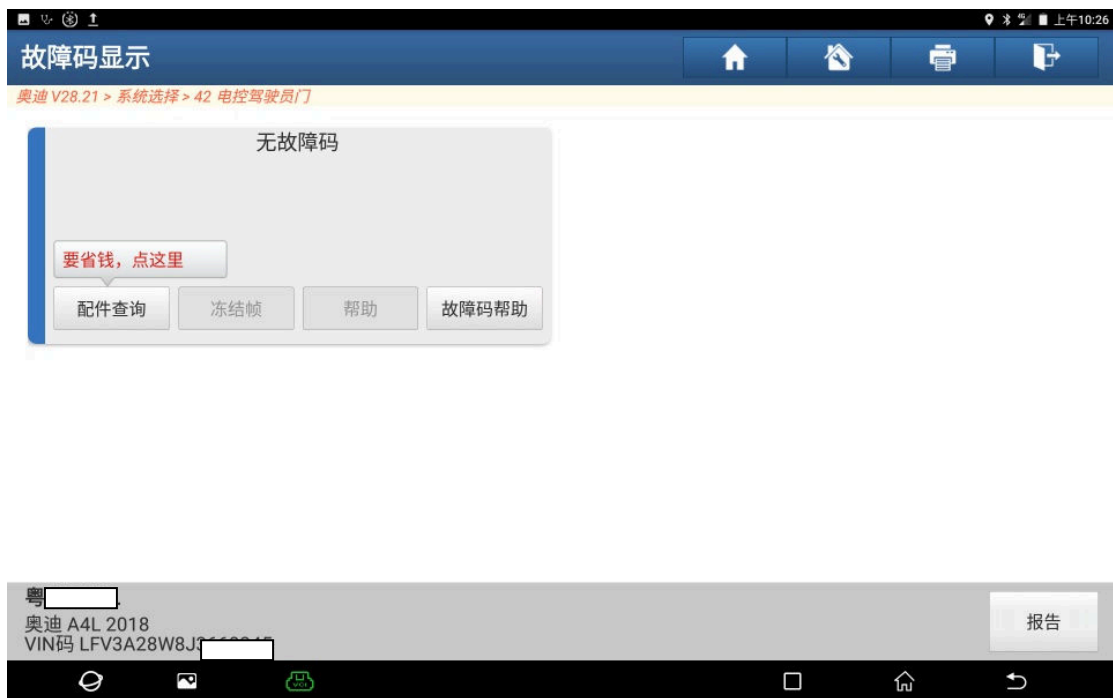 上午10:26
故障码显示
奥迪 V28.21 > 系统选择 > 42 电控驾驶员门
无故障码
要省钱，点这里
配件查询 冻结帧 帮助 故障码帮助
粤
奥迪 A4L 2018
VIN码 LFV3A28W8J
报告